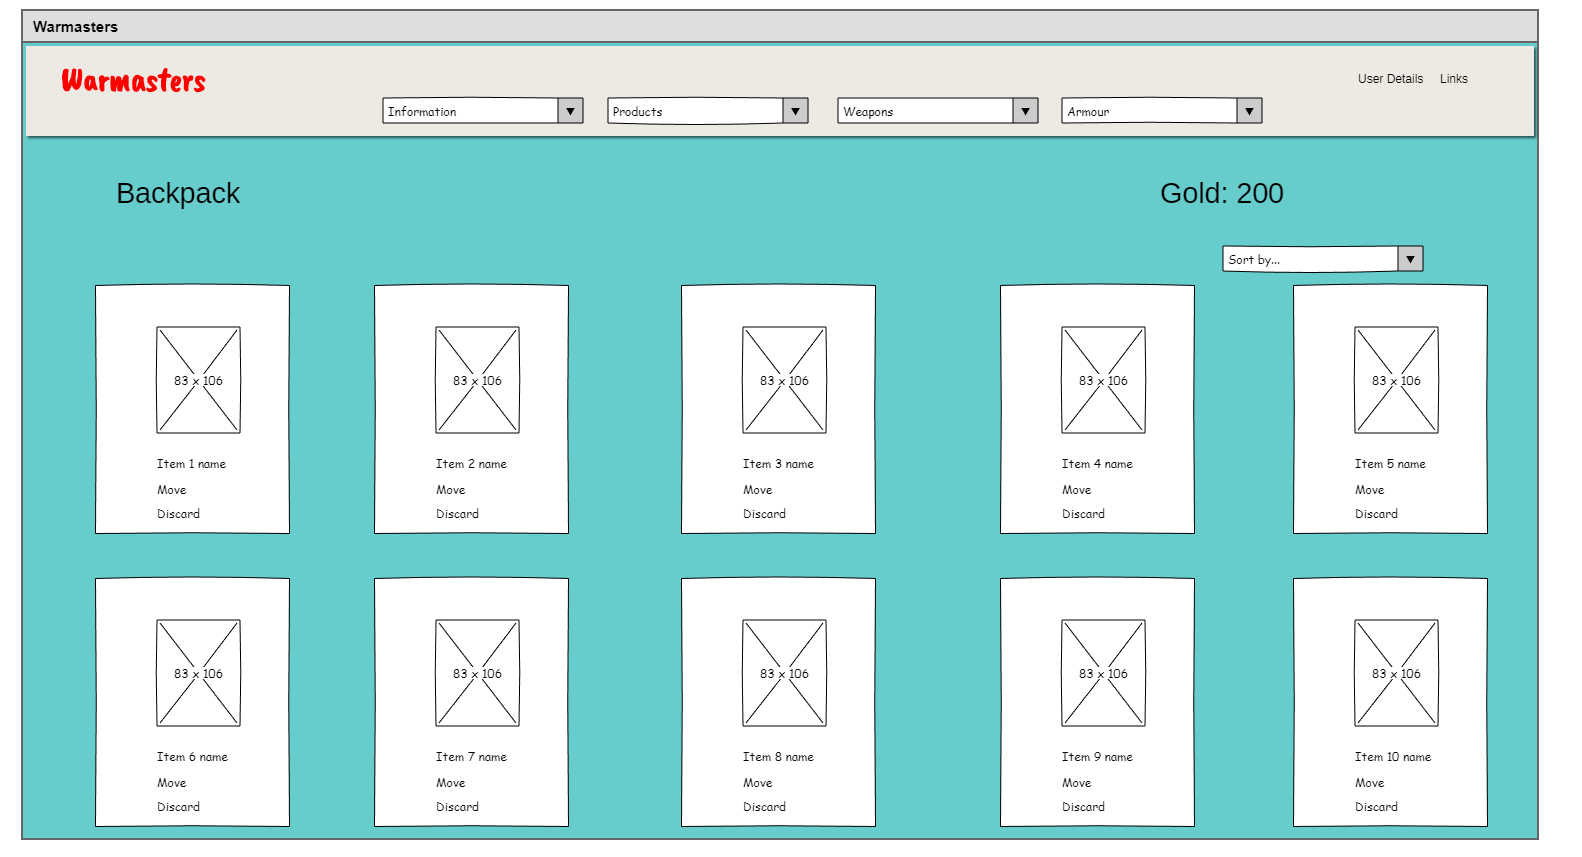 Warmasters
Warmasters
User Details Links
Information Products Weapons Armour
Backpack Gold: 200
Sort by...
83 x 106 83 x 106 83 x 106 83 x 106 83 x 106
Item 1 name Item 2 name Item 3 name Item 4 name Item 5 name
Move Move Move Move Move
Discard Discard Discard Discard Discard
83 x 106 83 x 106 83 x 106 83 x 106 83 x 106
Item 6 name Item 7 name Item 8 name Item 9 name Item 10 name
Move Move Move Move Move
Discard Discard Discard Discard Discard